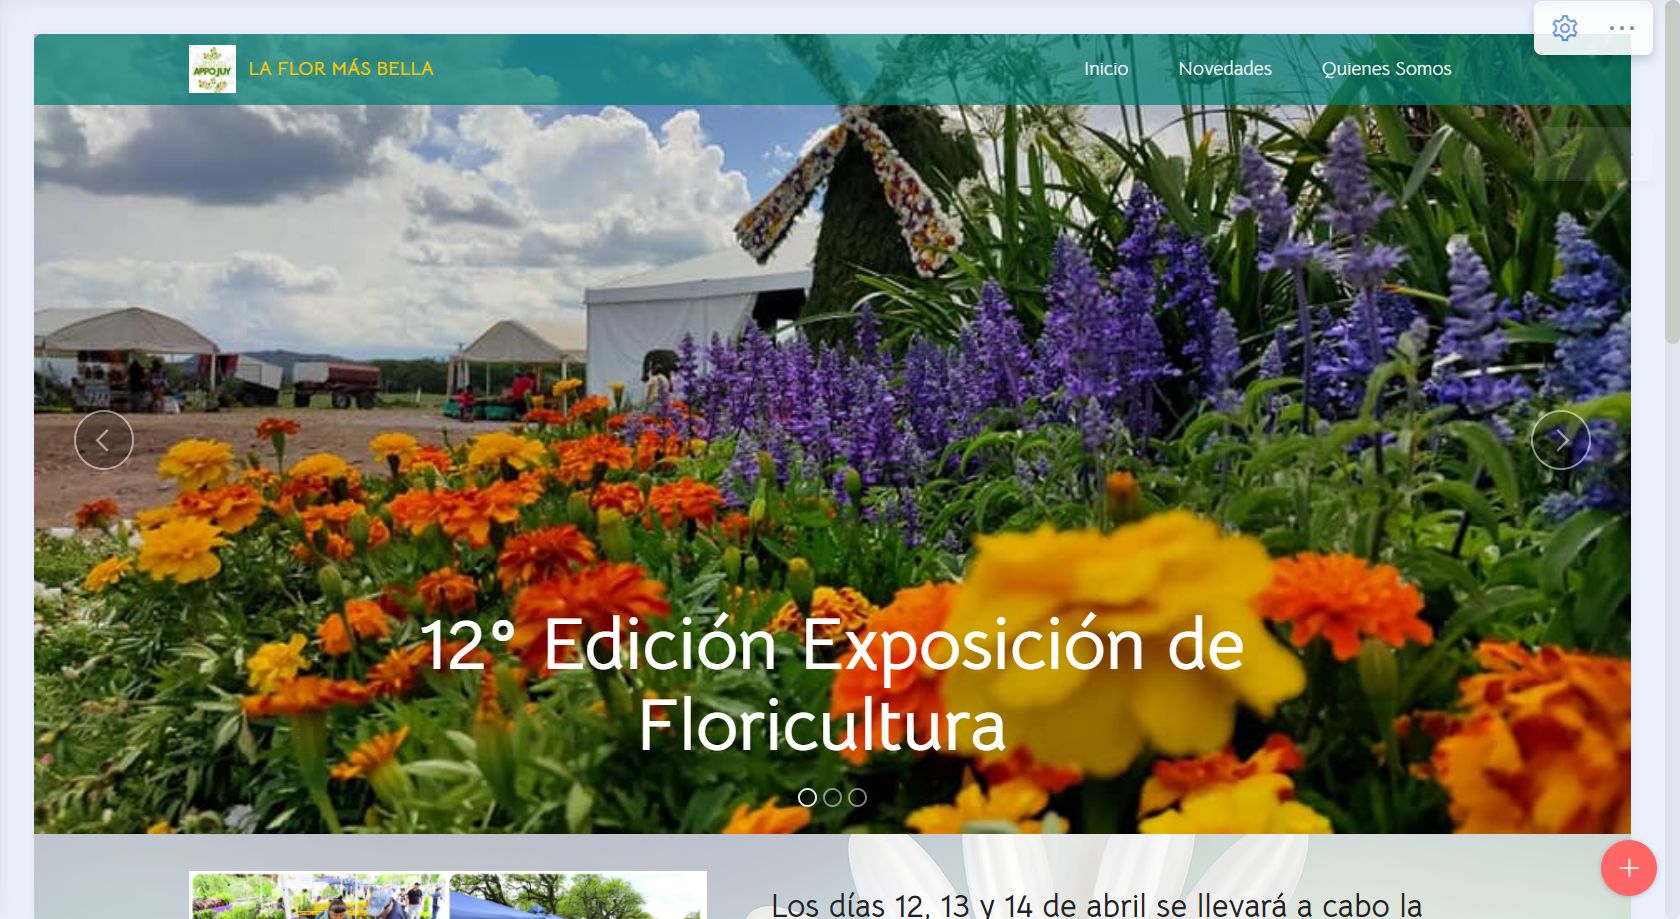 APPOJUY
LA FLOR MÁS BELLA
Inicio
Novedades
Quienes Somos
12° Edición Exposición de
Floricultura
Los días 12, 13 y 14 de abril se llevará a cabo la